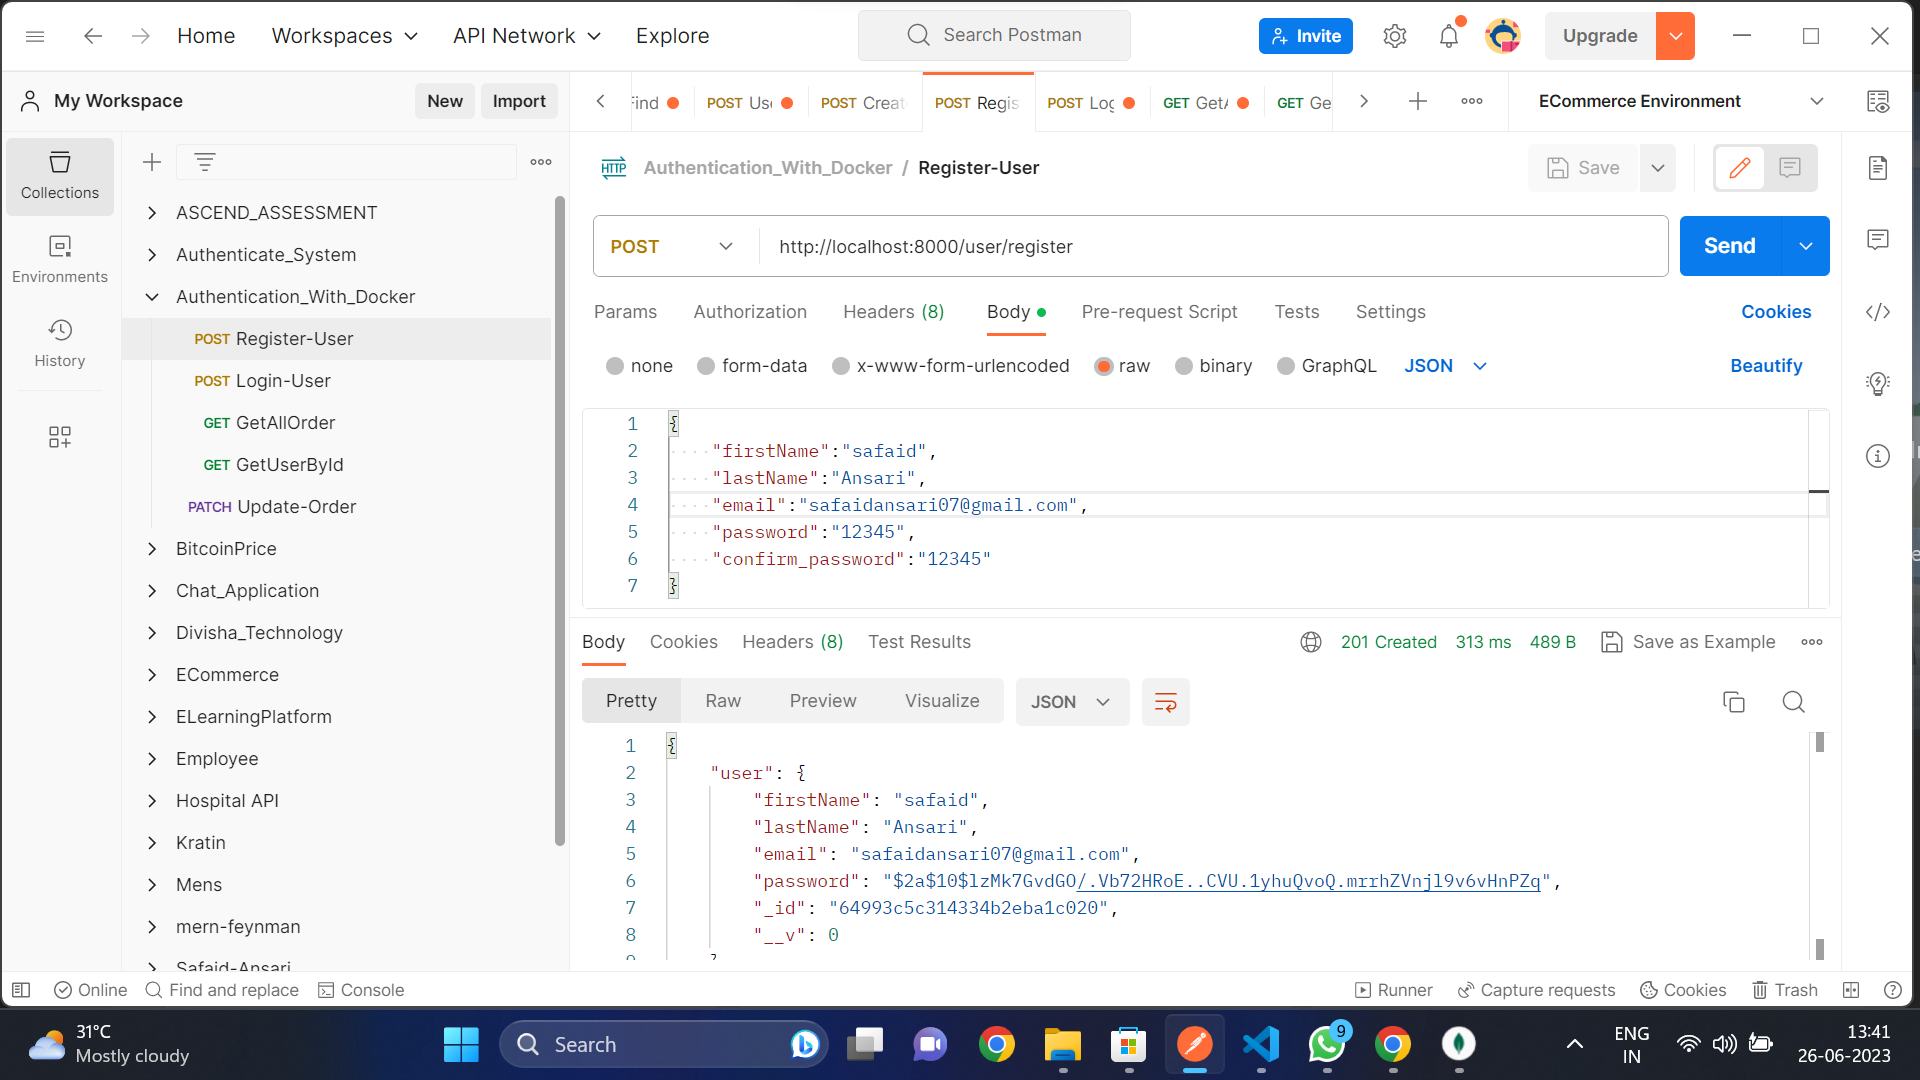 Home Workspaces API Network Explore Search Postman Invite Upgrade
My Workspace New Import
Find POST Use POST Creat POST Regis POST Log GET GetA GET Ge ECommerce Environment
Collections
Environments
History
ASCEND_ASSESSMENT
Authenticate_System
Authentication_With_Docker
POST Register-User
POST Login-User
GET GetAllOrder
GET GetUserById
PATCH Update-Order
BitcoinPrice
Chat_Application
Divisha_Technology
ECommerce
ELearningPlatform
Employee
Hospital API
Kratin
Mens
mern-feynman
Safaid-Ansari
HTTP Authentication_With_Docker / Register-User Save
POST http://localhost:8000/user/register Send
Params Authorization Headers (8) Body Pre-request Script Tests Settings Cookies
none form-data x-www-form-urlencoded raw binary GraphQL JSON Beautify
1 {
2 "firstName":"safaid",
3 "lastName":"Ansari",
4 "email":"safaidansari07@gmail.com",
5 "password":"12345",
6 "confirm_password":"12345"
7 }
Body Cookies Headers (8) Test Results 201 Created 313 ms 489 B Save as Example
Pretty Raw Preview Visualize JSON
1 {
2 "user": {
3 "firstName": "safaid",
4 "lastName": "Ansari",
5 "email": "safaidansari07@gmail.com",
6 "password": "$2a$10$lzMk7GvdGO/.Vb72HRoE..CVU.1yhuQvoQ.mrrhZVnjl9v6vHnPZq",
7 "_id": "64993c5c314334b2eba1c020",
8 "__v": 0
Online Find and replace Console Runner Capture requests Cookies Trash
31°C
Mostly cloudy
Search
9
ENG
IN
13:41
26-06-2023